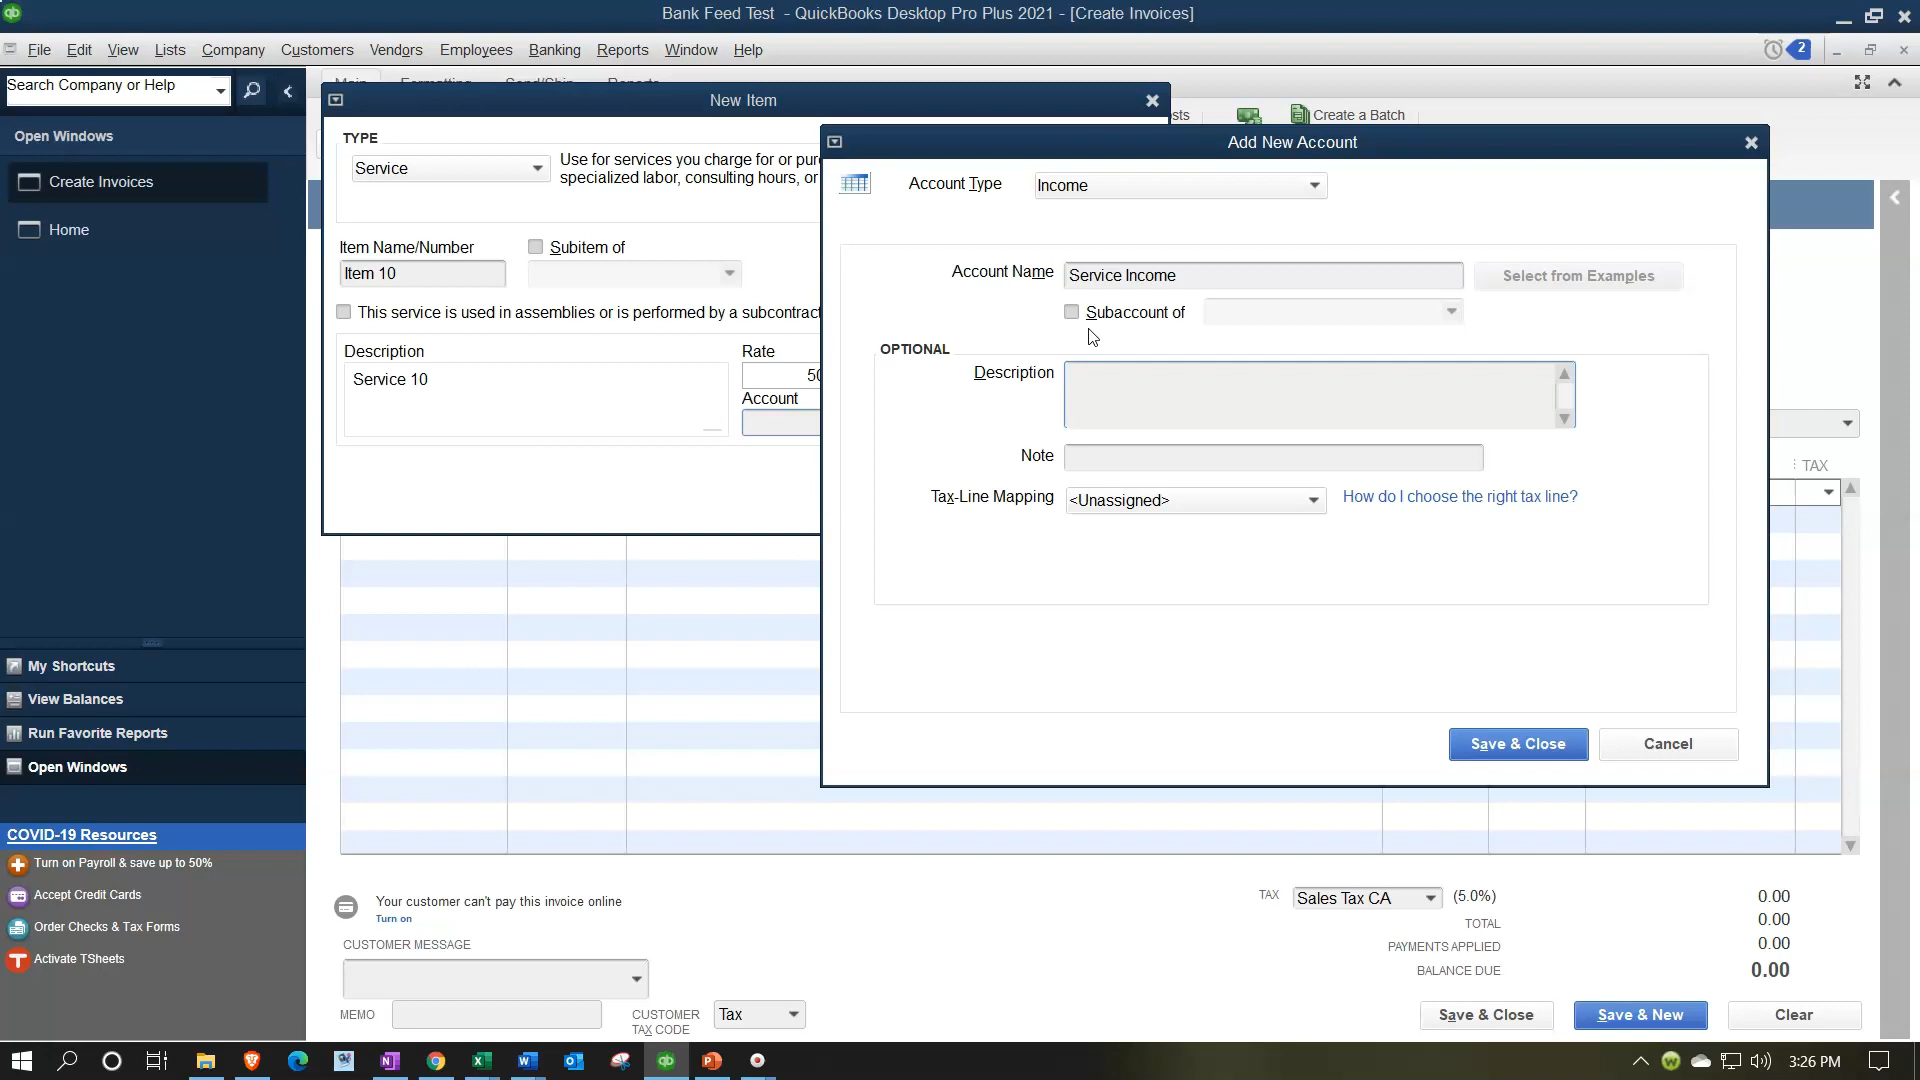 Bank Feed Test - QuickBooks Desktop Pro Plus 2021 - [Create Invoices]
File Edit View Lists Company Customers Vendors Employees Banking Reports Window Help
2
Search Company or Help
Open Windows
Create Invoices
Home
My Shortcuts
View Balances
Run Favorite Reports
Open Windows
COVID-19 Resources
Turn on Payroll & save up to 50%
Accept Credit Cards
Order Checks & Tax Forms
Activate TSheets
Create a Batch
New Item
TYPE
Service
Use for services you charge for or
specialized labor, consulting hours, or
Item Name/Number
Subitem of
Item 10
This service is used in assemblies or is performed by a
Description
Service 10
Rate
Account
Add New Account
Account Type
Income
Account Name
Service Income
Select from Examples
Subaccount of
OPTIONAL
Description
Note
Tax-Line Mapping
<Unassigned>
How do I choose the right tax line?
Save & Close
Cancel
TAX
Your customer can't pay this invoice online
Turn on
CUSTOMER MESSAGE
MEMO
CUSTOMER
TAX CODE
Tax
TAX Sales Tax CA (5.0%) 0.00
TOTAL 0.00
PAYMENTS APPLIED 0.00
BALANCE DUE 0.00
Save & Close
Save & New
Clear
3:26 PM